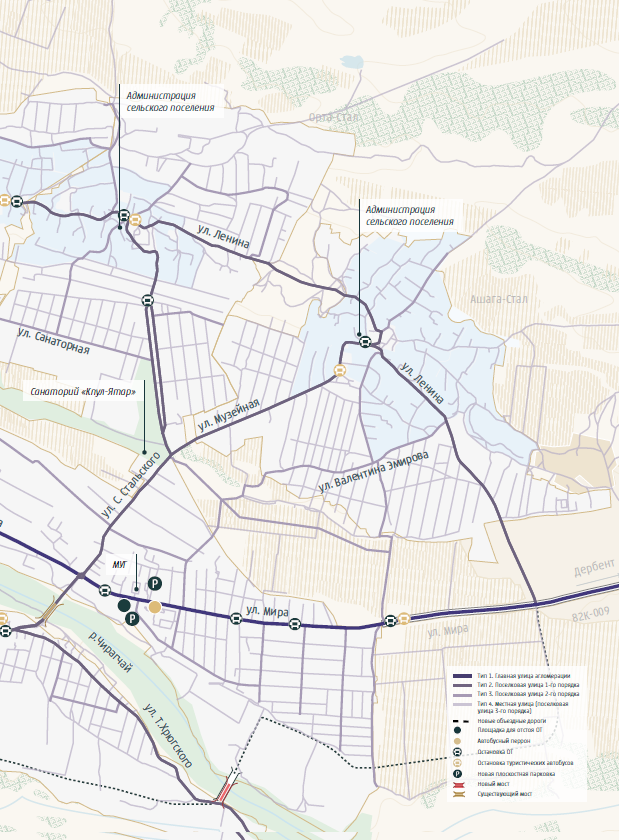 Администрация
сельского поселения
Орта-Стал
Администрация
сельского поселения
ул. Ленина
Ашага-Стал
ул. Санаторная
ул. Ленина
Санаторий «Кпул-Ятар»
ул. Музейная
ул. Валентина Эмирова
ул. С. Стальского
МУГ
P
Дербент
P
ул. Мира
82К-009
ул. Мира
р.Чирагчай
ул. Т.Хрюгского
Тип 1. Главная улица агломерации
Тип 2. Поселковая улица 1-го порядка
Тип 3. Поселковая улица 2-го порядка
Тип 4. Местная улица (поселковая
улица 3-го порядка)
Новые объездные дороги
Площадка для отстоя ОТ
Автобусный перрон
Остановка ОТ
Остановка туристических автобусов
P
Новая плоскостная парковка
Новый мост
Существующий мост